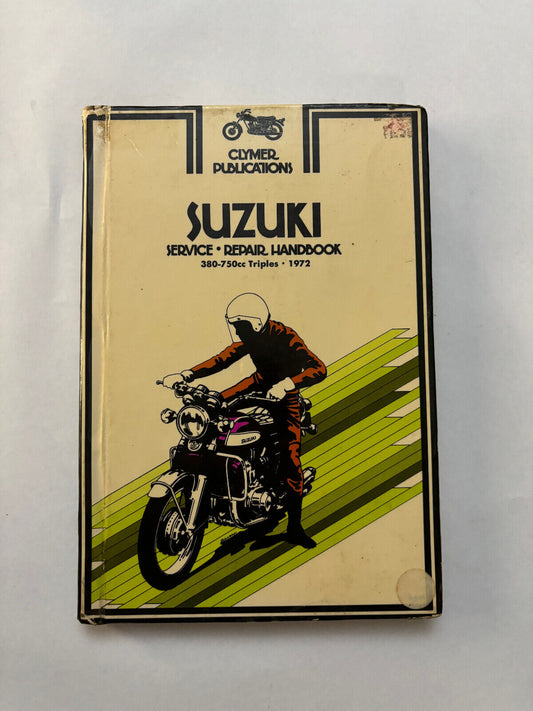 CLYMER
PUBLICATIONS
SUZUKI
SERVICE • REPAIR HANDBOOK
380-750cc Triples • 1972
SUZUKI